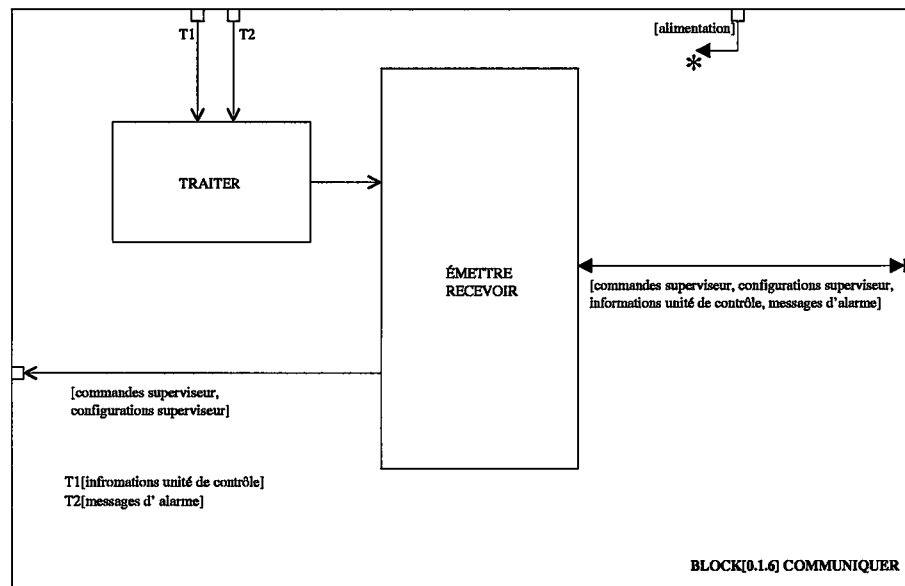 T1
T2
[alimentation]
*
TRAITER
ÉMETTRE
RECEVOIR
[commandes superviseur, configurations superviseur,
informations unité de contrôle, messages d'alarme]
[commandes superviseur,
configurations superviseur]
T1[infromations unité de contrôle]
T2[messages d' alarme]
BLOCK[0.1.6] COMMUNIQUER